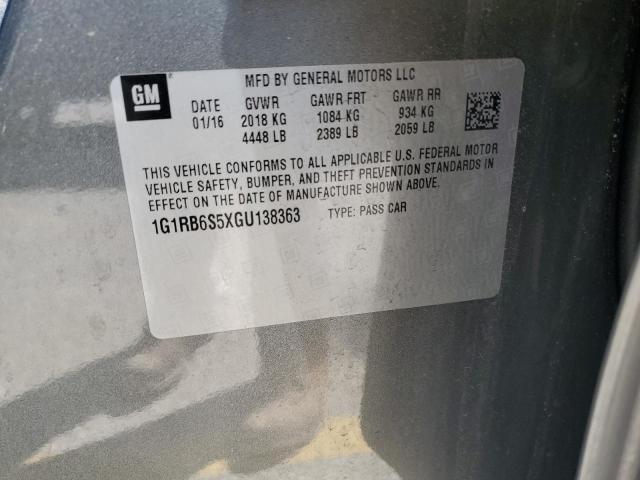 GM
MFD BY GENERAL MOTORS LLC
DATE GVWR GAWR FRT GAWR RR
01/16 2018 KG 1084 KG 934 KG
4448 LB 2389 LB 2059 LB
THIS VEHICLE CONFORMS TO ALL APPLICABLE U.S. FEDERAL MOTOR
VEHICLE SAFETY, BUMPER, AND THEFT PREVENTION STANDARDS IN
EFFECT ON THE DATE OF MANUFACTURE SHOWN ABOVE.
1G1RB6S5XGU138363 TYPE: PASS CAR